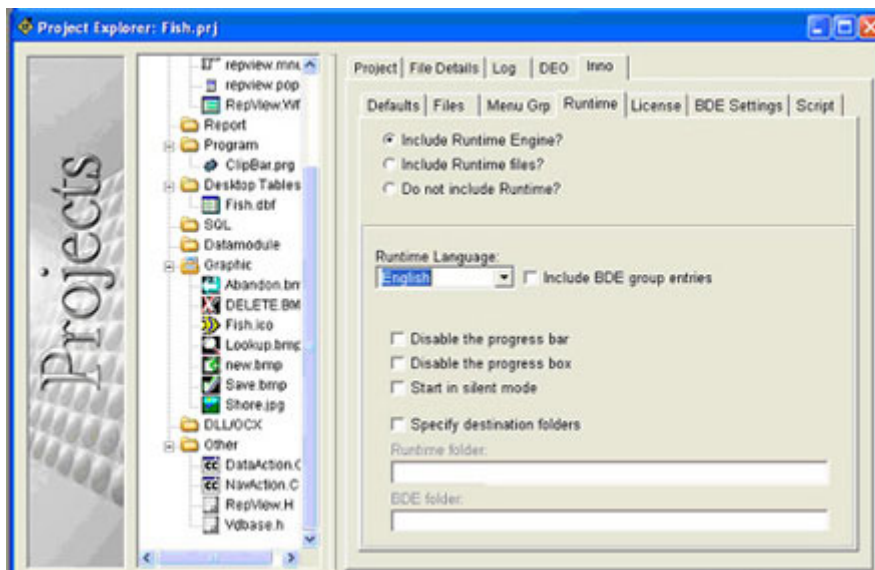 Project Explorer: Fish.prj
Projects
repview.mnu
repview.pop
RepView.Wf
Report
Program
ClipBar.prg
Desktop Tables
Fish.dbf
SQL
Datamodule
Graphic
Abandon.bm
DELETE.BM
Fish.ico
Lookup.bmp
new.bmp
Save.bmp
Shore.jpg
DLL/OCX
Other
DataAction.C
NavAction.C
RepView.H
Vdbase.h
Project File Details Log DEO Inno
Defaults Files Menu Grp Runtime License BDE Settings Script
Include Runtime Engine?
Include Runtime files?
Do not include Runtime?
Runtime Language:
English
Include BDE group entries
Disable the progress bar
Disable the progress box
Start in silent mode
Specify destination folders
Runtime folder:
BDE folder: